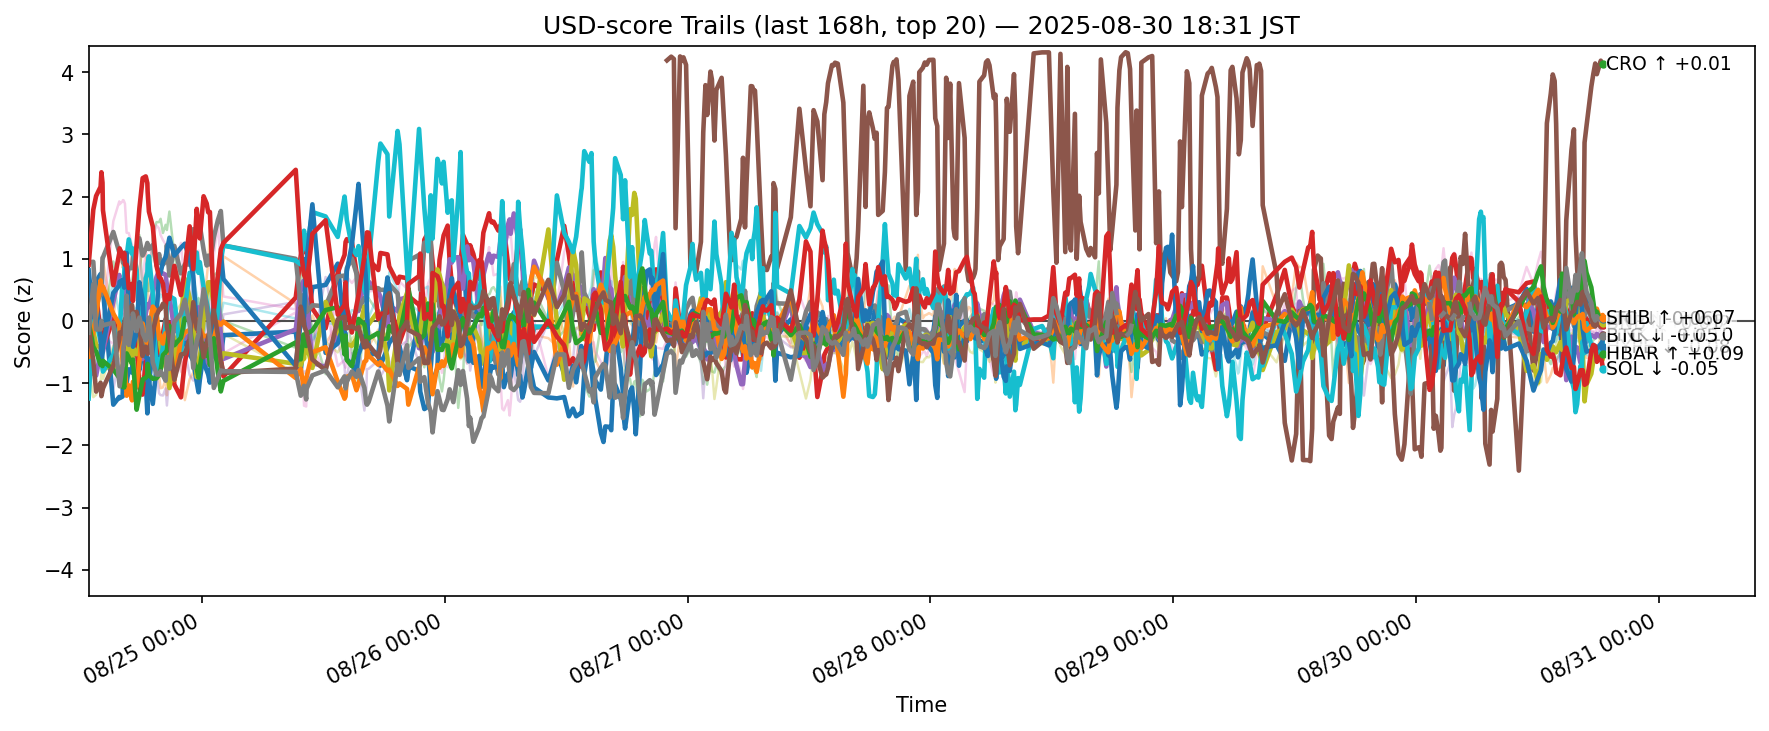 USD-score Trails (last 168h, top 20) — 2025-08-30 18:31 JST
4
3
2
1
0
−1
−2
−3
−4
Score (z)
CRO ↑ +0.01
SHIB ↑ +0.07
BTC ↓ -0.05
HBAR ↑ +0.09
SOL ↓ -0.05
08/25 00:00
08/26 00:00
08/27 00:00
08/28 00:00
08/29 00:00
08/30 00:00
08/31 00:00
Time